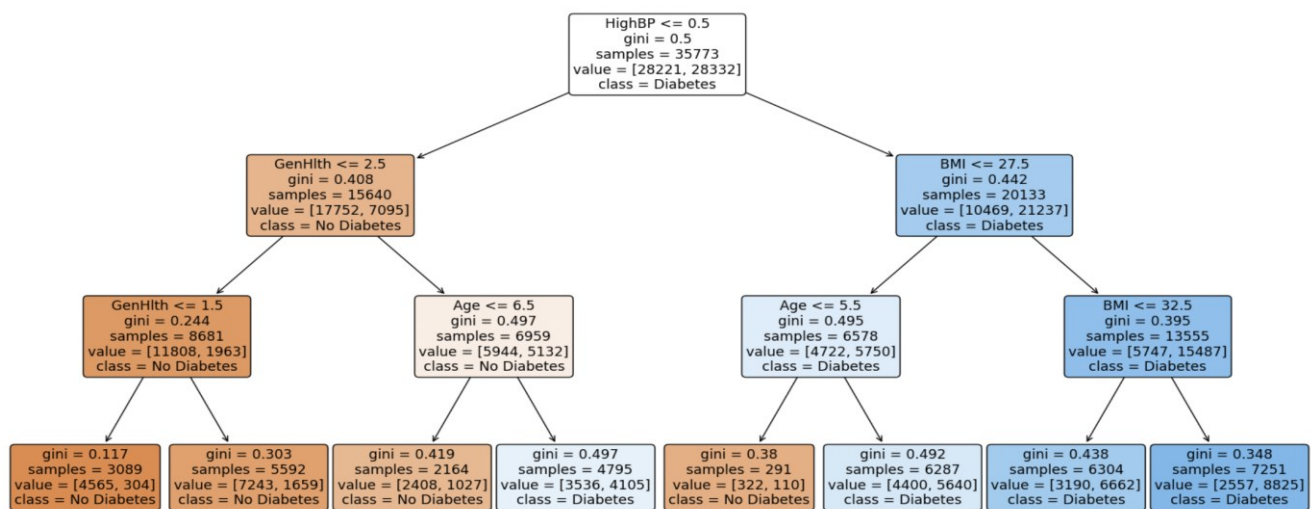 HighBP <= 0.5
gini = 0.5
samples = 35773
value = [28221, 28332]
class = Diabetes
GenHlth <= 2.5
gini = 0.408
samples = 15640
value = [17752, 7095]
class = No Diabetes
BMI <= 27.5
gini = 0.442
samples = 20133
value = [10469, 21237]
class = Diabetes
GenHlth <= 1.5
gini = 0.244
samples = 8681
value = [11808, 1963]
class = No Diabetes
Age <= 6.5
gini = 0.497
samples = 6959
value = [5944, 5132]
class = No Diabetes
Age <= 5.5
gini = 0.495
samples = 6578
value = [4722, 5750]
class = Diabetes
BMI <= 32.5
gini = 0.395
samples = 13555
value = [5747, 15487]
class = Diabetes
gini = 0.117
samples = 3089
value = [4565, 304]
class = No Diabetes
gini = 0.303
samples = 5592
value = [7243, 1659]
class = No Diabetes
gini = 0.419
samples = 2164
value = [2408, 1027]
class = No Diabetes
gini = 0.497
samples = 4795
value = [3536, 4105]
class = Diabetes
gini = 0.38
samples = 291
value = [322, 110]
class = No Diabetes
gini = 0.492
samples = 6287
value = [4400, 5640]
class = Diabetes
gini = 0.438
samples = 6304
value = [3190, 6662]
class = Diabetes
gini = 0.348
samples = 7251
value = [2557, 8825]
class = Diabetes